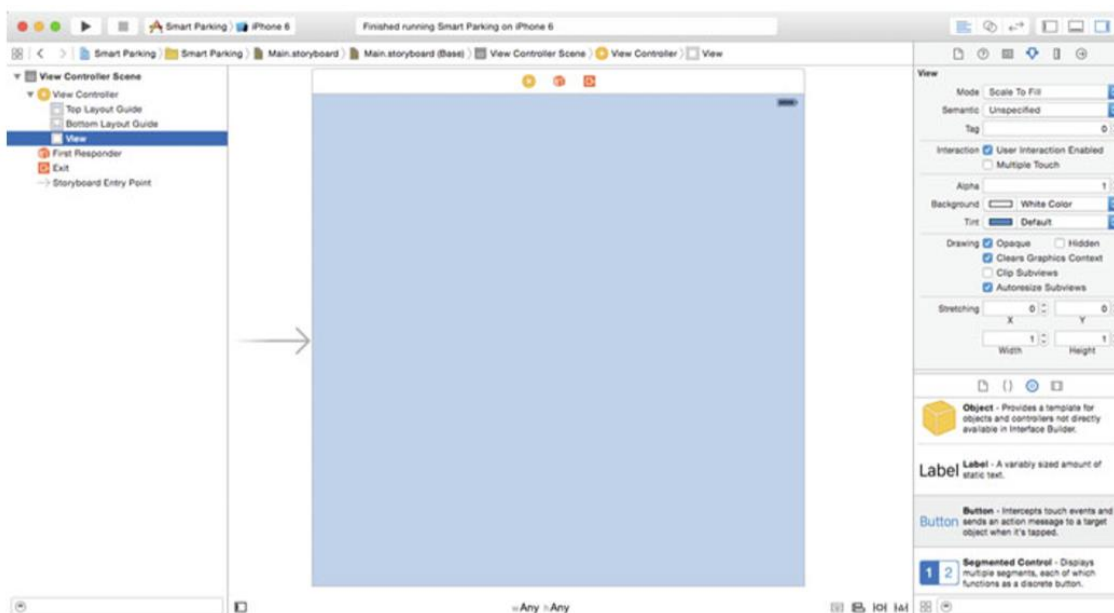 Smart Parking iPhone 6 Finished running Smart Parking on iPhone 6
Smart Parking Smart Parking Main.storyboard Main.storyboard (Base) View Controller Scene View Controller View
View Controller Scene
View Controller
Top Layout Guide
Bottom Layout Guide
View
First Responder
Exit
Storyboard Entry Point
wAny hAny
View
Mode Scale To Fill
Semantic Unspecified
Tag 0
Interaction User Interaction Enabled
Multiple Touch
Alpha 1
Background White Color
Tint Default
Drawing Opaque Hidden
Clears Graphics Context
Clip Subviews
Autoresize Subviews
Stretching 0 0
X Y
1 1
Width Height
Object - Provides a template for
objects and controllers not directly
available in Interface Builder.
Label Label - A variably sized amount of
static text.
Button Button - Intercepts touch events and
sends an action message to a target
object when it's tapped.
1 2 Segmented Control - Displays
multiple segments, each of which
functions as a discrete button.